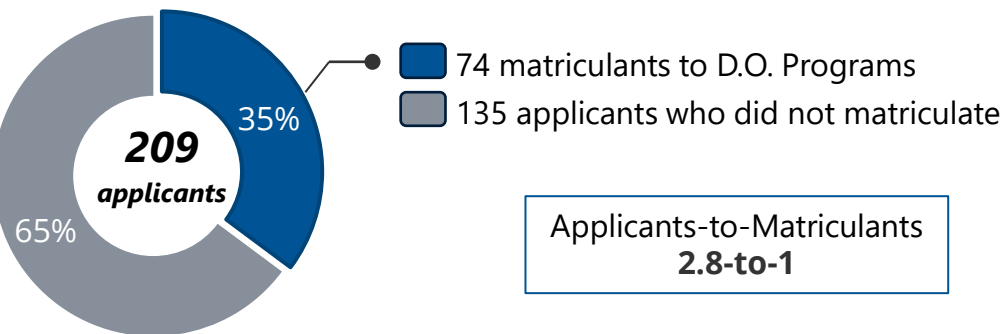 35%
65%
209
applicants
74 matriculants to D.O. Programs
135 applicants who did not matriculate
Applicants-to-Matriculants
2.8-to-1